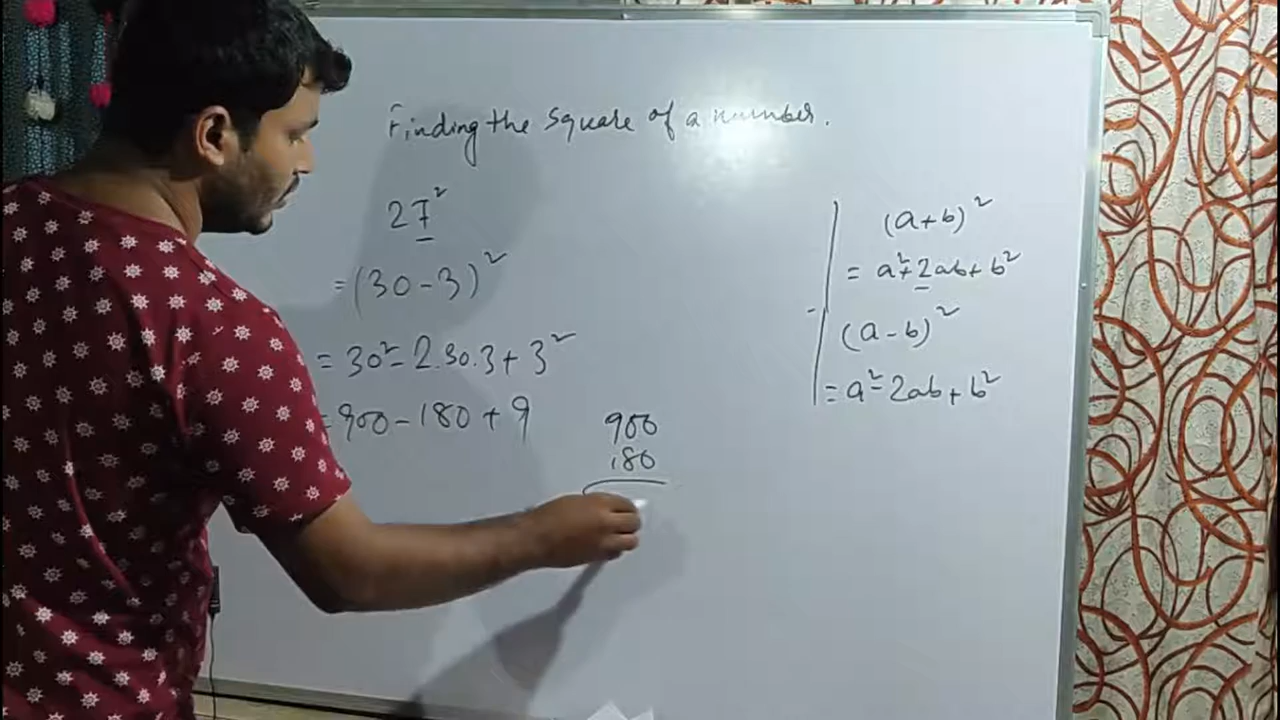 Finding the square of a number.
27²
= (30 - 3)²
= 30² - 2.30.3 + 3²
= 900 - 180 + 9
900
180
(a+b)²
= a² + 2ab + b²
(a - b)²
= a² - 2ab + b²